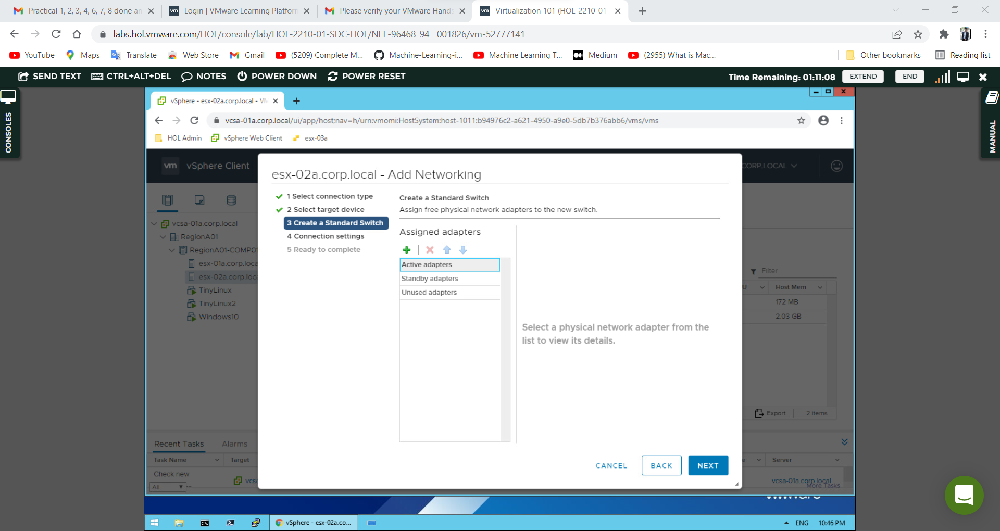 Practical 1, 2, 3, 4, 6, 7, 8 done an
Login | VMware Learning Platform
Please verify your VMware Hands
Virtualization 101 (HOL-2210-01-
labs.hol.vmware.com/HOL/console/lab/HOL-2210-01-SDC-HOL/NEE-96468_94__001826/vm-52777141
YouTube
Maps
Translate
Web Store
Gmail
(5209) Complete M...
Machine-Learning-i...
Machine Learning T...
Medium
(2955) What is Mac...
Other bookmarks
Reading list
SEND TEXT
CTRL+ALT+DEL
NOTES
POWER DOWN
POWER RESET
Time Remaining: 01:11:08
EXTEND
END
CONSOLES
MANUAL
vSphere - esx-02a.corp.local - VM
vcsa-01a.corp.local/ui/app/host;nav=h/urn:vmomi:HostSystem:host-1011:b94976c2-a621-4950-a9e0-5db7b376abb6/vms/vms
HOL Admin
vSphere Web Client
esx-03a
vm vSphere Client
CORP.LOCAL
esx-02a.corp.local - Add Networking
1 Select connection type
2 Select target device
3 Create a Standard Switch
4 Connection settings
5 Ready to complete
Create a Standard Switch
Assign free physical network adapters to the new switch.
Assigned adapters
Active adapters
Standby adapters
Unused adapters
Select a physical network adapter from the
list to view its details.
CANCEL
BACK
NEXT
vcsa-01a.corp.local
RegionA01
RegionA01-COMP01
esx-01a.corp.loca
esx-02a.corp.loc
TinyLinux
TinyLinux2
Windows10
Filter
U
Host Mem
172 MB
2.03 GB
Export
2 items
Recent Tasks
Alarms
Task Name
Target
e
Server
Check new
vcs
vcsa-01a.corp.local
All
More Tasks
vmware
vSphere - esx-02a.co...
ENG
10:46 PM